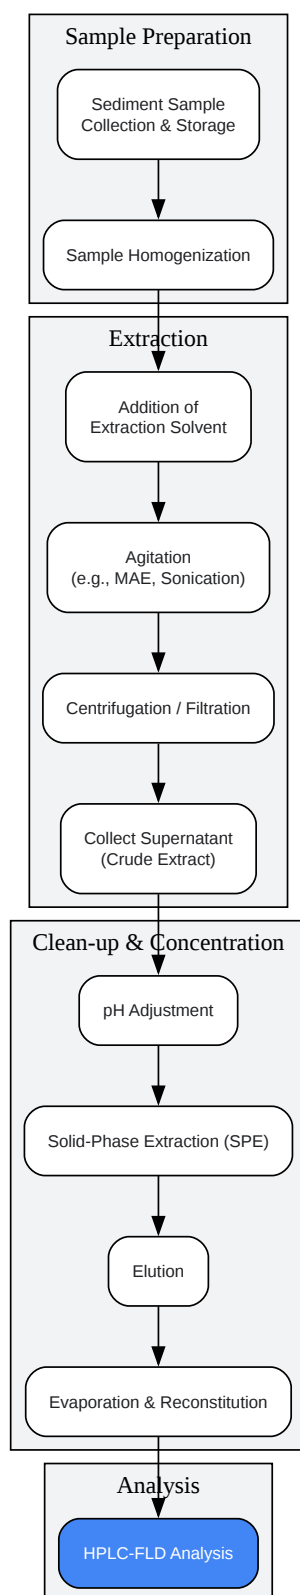 Sample Preparation
Sediment Sample
Collection & Storage
Sample Homogenization
Extraction
Addition of
Extraction Solvent
Agitation
(e.g., MAE, Sonication)
Centrifugation / Filtration
Collect Supernatant
(Crude Extract)
Clean-up & Concentration
pH Adjustment
Solid-Phase Extraction (SPE)
Elution
Evaporation & Reconstitution
Analysis
HPLC-FLD Analysis